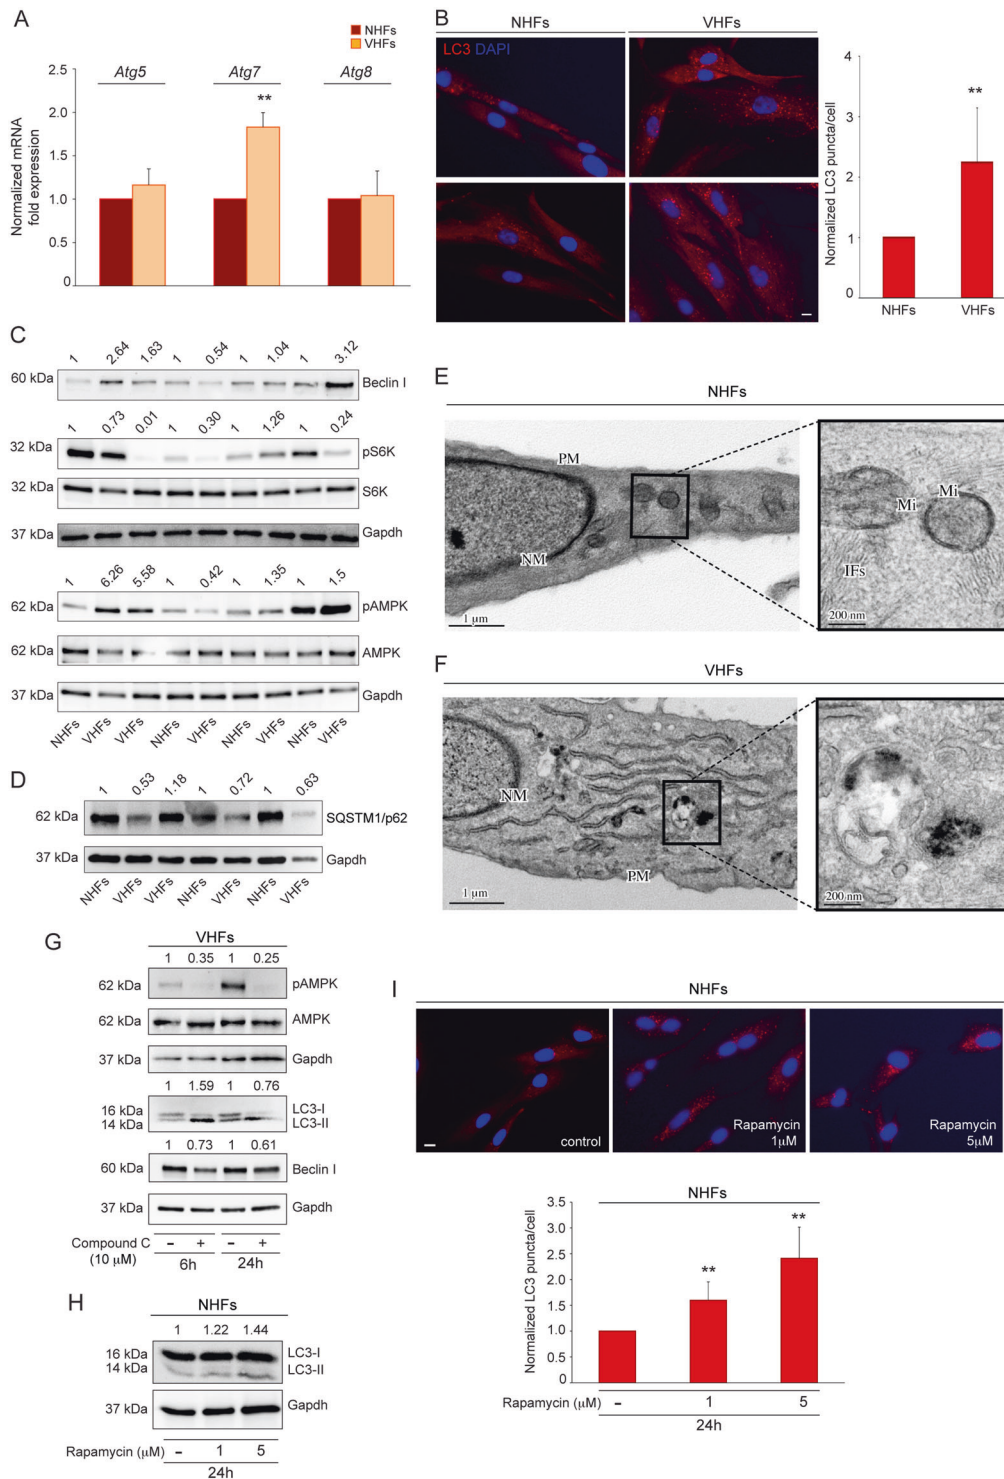 A
NHFs
VHFs
Atg5 Atg7 Atg8
**
Normalized mRNA
fold expression
2.5
2.0
1.5
1.0
0.5
0
B
NHFs VHFs
LC3 DAPI
Normalized LC3 puncta/cell
4
3
2
1
0
**
NHFs VHFs
C
1 2.64 1.63 1 0.54 1 1.04 1 3.12
60 kDa Beclin I
1 0.73 0.01 1 0.30 1 1.26 1 0.24
32 kDa pS6K
32 kDa S6K
37 kDa Gapdh
1 6.26 5.58 1 0.42 1 1.35 1 1.5
62 kDa pAMPK
62 kDa AMPK
37 kDa Gapdh
NHFs VHFs VHFs NHFs VHFs NHFs VHFs NHFs VHFs
D
1 0.53 1.18 1 0.72 1 0.63
62 kDa SQSTM1/p62
37 kDa Gapdh
NHFs VHFs VHFs NHFs VHFs NHFs VHFs
E
NHFs
PM
NM
1 µm
Mi
Mi
IFs
200 nm
F
VHFs
NM
PM
1 µm
200 nm
G
VHFs
1 0.35 1 0.25
62 kDa pAMPK
62 kDa AMPK
37 kDa Gapdh
1 1.59 1 0.76
16 kDa LC3-I
14 kDa LC3-II
1 0.73 1 0.61
60 kDa Beclin I
37 kDa Gapdh
Compound C - + - +
(10 µM) 6h 24h
H
NHFs
1 1.22 1.44
16 kDa LC3-I
14 kDa LC3-II
37 kDa Gapdh
Rapamycin (µM) - 1 5
24h
I
NHFs
control
Rapamycin
1µM
Rapamycin
5µM
NHFs
Normalized LC3 puncta/cell
3.5
3.0
2.5
2.0
1.5
1.0
0.5
0
**
**
Rapamycin (µM) - 1 5
24h